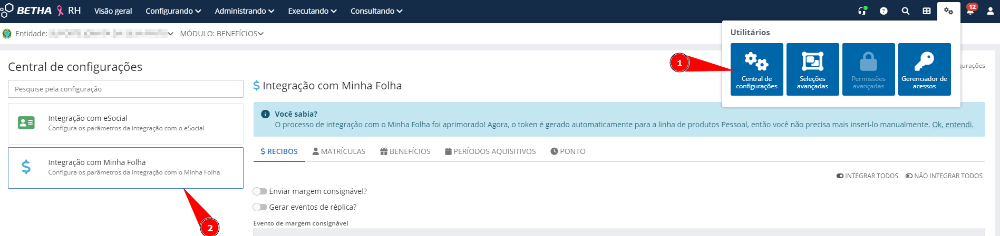 BETHA RH Visão geral Configurando Administrando Executando Consultando 12
Entidade: MÓDULO: BENEFÍCIOS
Utilitários
Central de configurações
Seleções avançadas
Permissões avançadas
Gerenciador de acessos
1
Central de configurações
Pesquise pela configuração
Integração com eSocial
Configura os parâmetros da integração com o eSocial
Integração com Minha Folha
Configura os parâmetros da integração com o Minha Folha
2
Integração com Minha Folha
Você sabia?
O processo de integração com o Minha Folha foi aprimorado! Agora, o token é gerado automaticamente para a linha de produtos Pessoal, então você não precisa mais inseri-lo manualmente. Ok, entendi.
RECIBOS MATRÍCULAS BENEFÍCIOS PERÍODOS AQUISITIVOS PONTO
INTEGRAR TODOS NÃO INTEGRAR TODOS
Enviar margem consignável?
Gerar eventos de réplica?
Evento de margem consignável